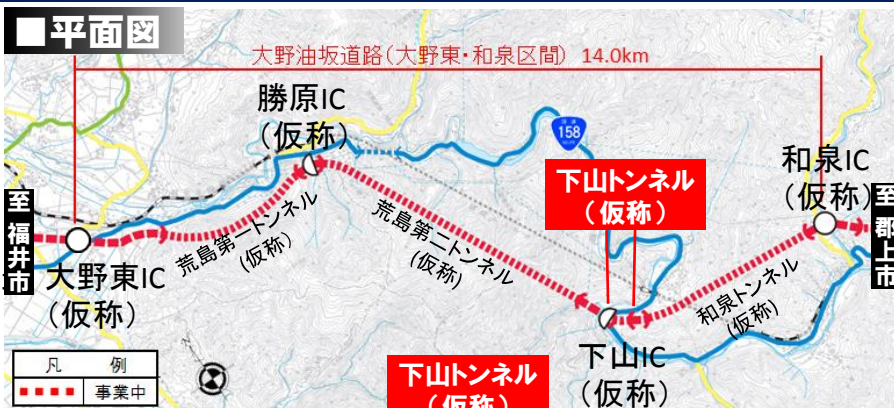 ■平面図
大野油坂道路(大野東・和泉区間) 14.0km
勝原IC
(仮称)
158
下山トンネル
(仮称)
和泉IC
(仮称)
至 福井市
至 郡上市
荒島第一トンネル
(仮称)
荒島第二トンネル
(仮称)
和泉トンネル
(仮称)
大野東IC
(仮称)
下山IC
(仮称)
下山トンネル
(仮称)
凡 例
事業中